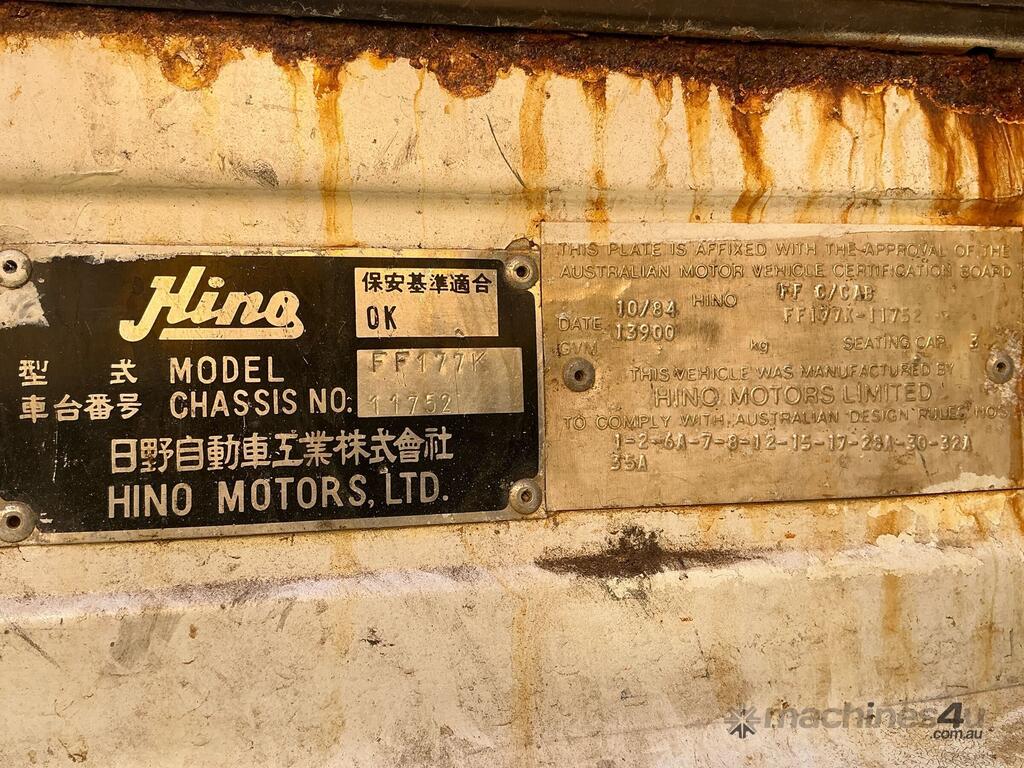 Hino
保安基準適合
OK
型 式 MODEL FF177K
車台番号 CHASSIS NO. 11752
日野自動車工業株式會社
HINO MOTORS, LTD.
THIS PLATE IS AFFIXED WITH THE APPROVAL OF THE
AUSTRALIAN MOTOR VEHICLE CERTIFICATION BOARD
DATE 10/84 HINO FF C/CAB
FF177K-11752
GVM 13900 kg SEATING CAP. 3
THIS VEHICLE WAS MANUFACTURED BY
HINO MOTORS LIMITED
TO COMPLY WITH AUSTRALIAN DESIGN RULES NOS
1-2-6A-7-8-12-15-17-28A-30-32A
35A
machines4u
.com.au